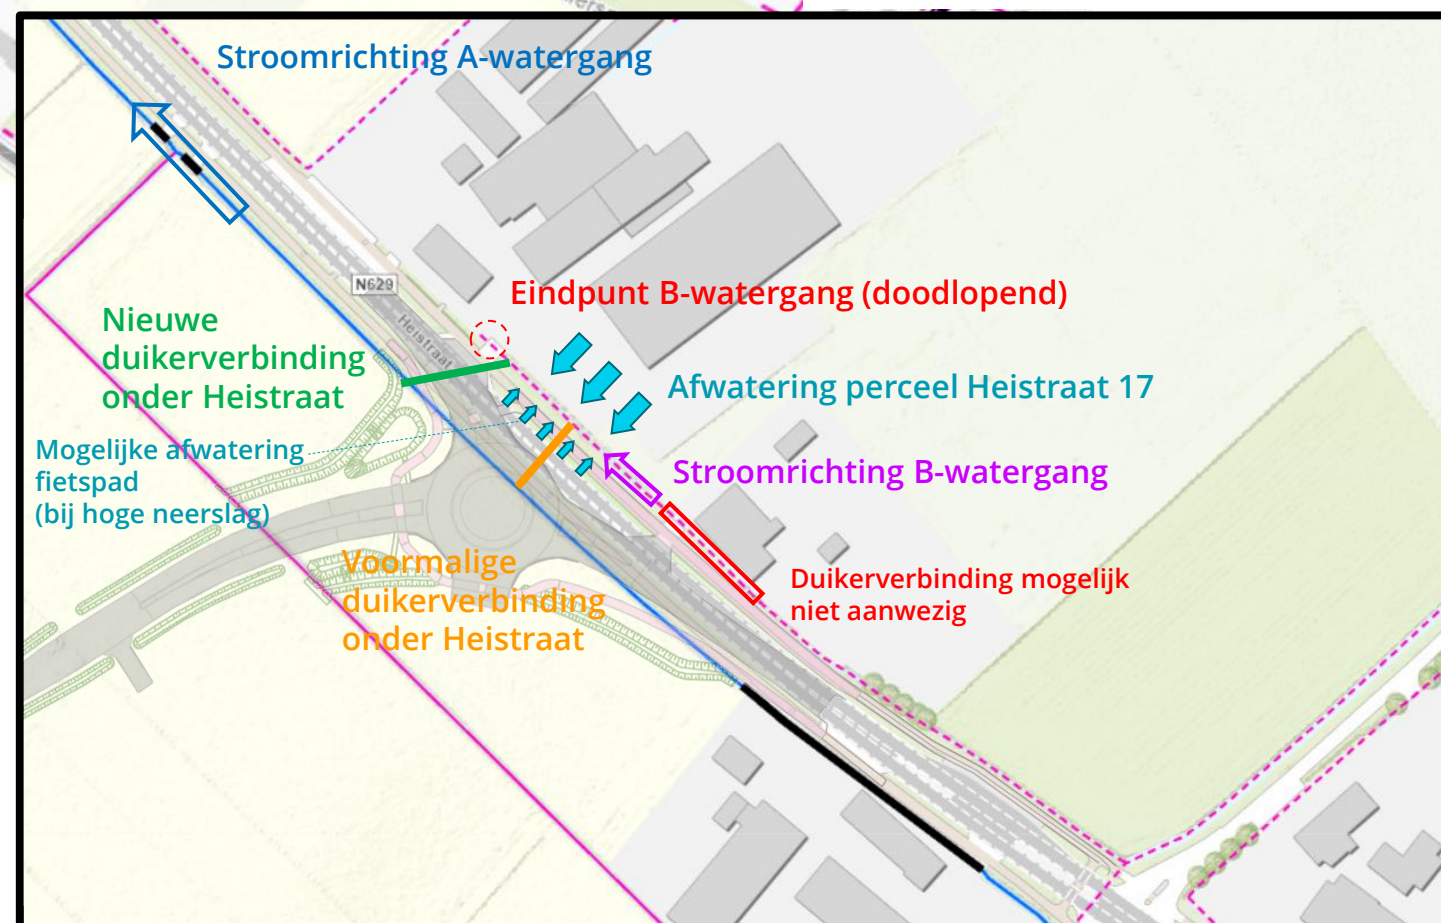 Stroomrichting A-watergang
N629
Heistraat
Eindpunt B-watergang (doodlopend)
Nieuwe
duikerverbinding
onder Heistraat
Afwatering perceel Heistraat 17
Mogelijke afwatering
fietspad
(bij hoge neerslag)
Stroomrichting B-watergang
Voormalige
duikerverbinding
onder Heistraat
Duikerverbinding mogelijk
niet aanwezig